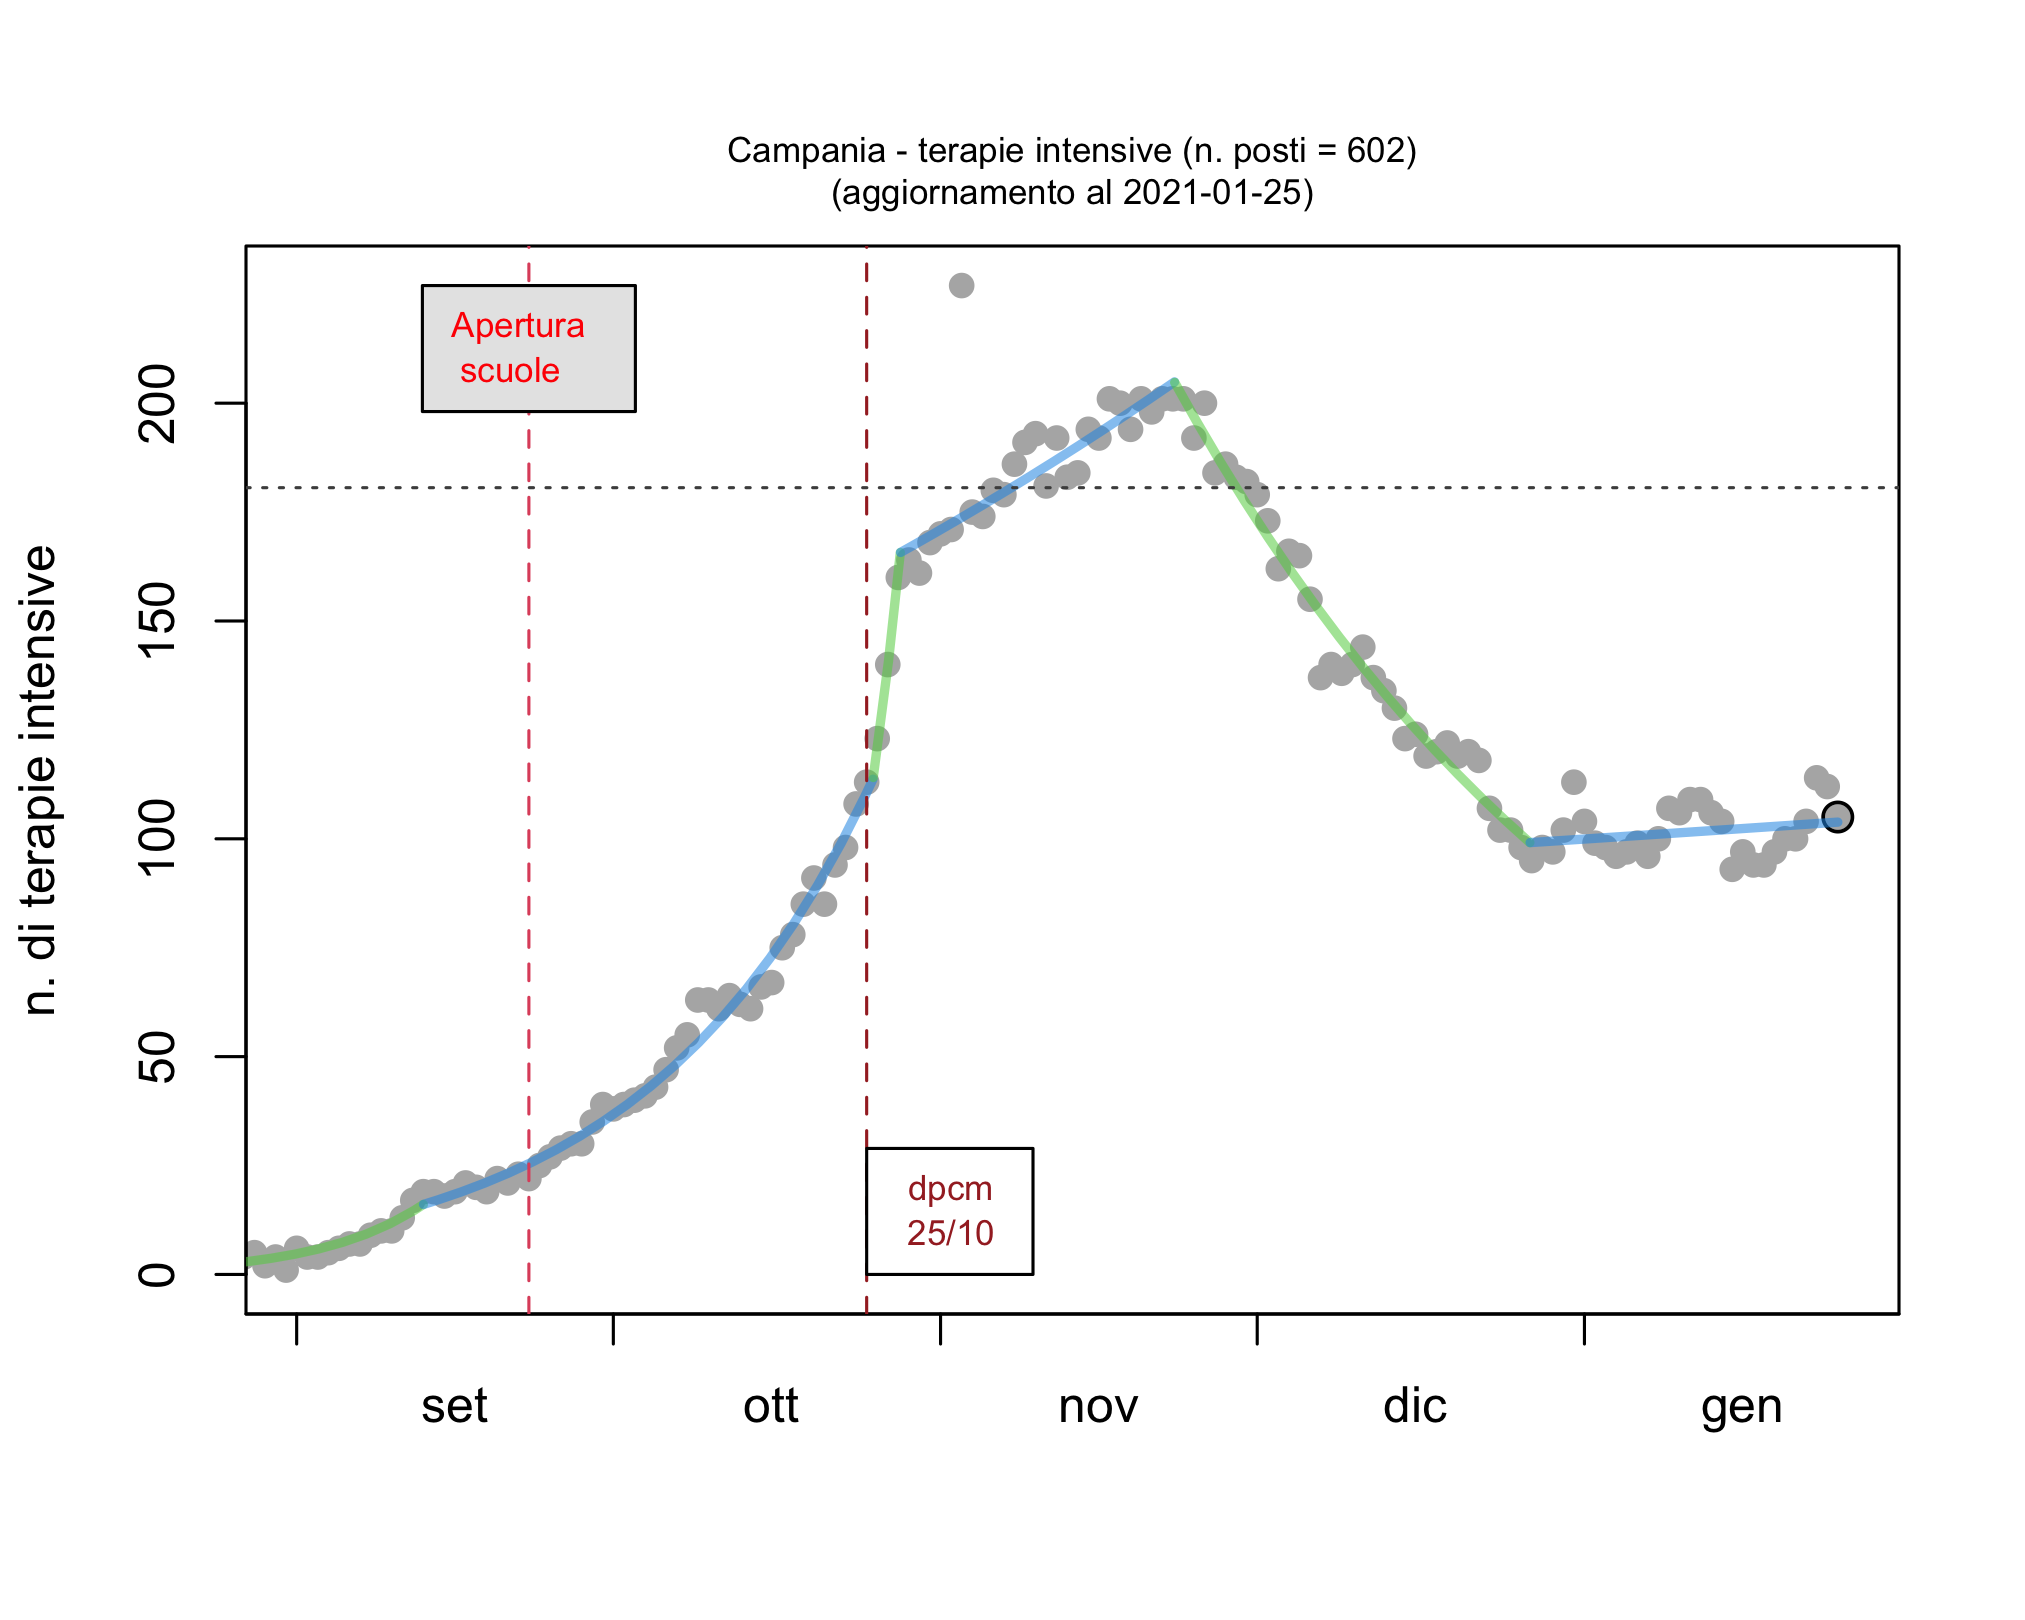 Campania - terapie intensive (n. posti = 602)
(aggiornamento al 2021-01-25)
Apertura
scuole
n. di terapie intensive
200
150
100
50
0
dpcm
25/10
set
ott
nov
dic
gen